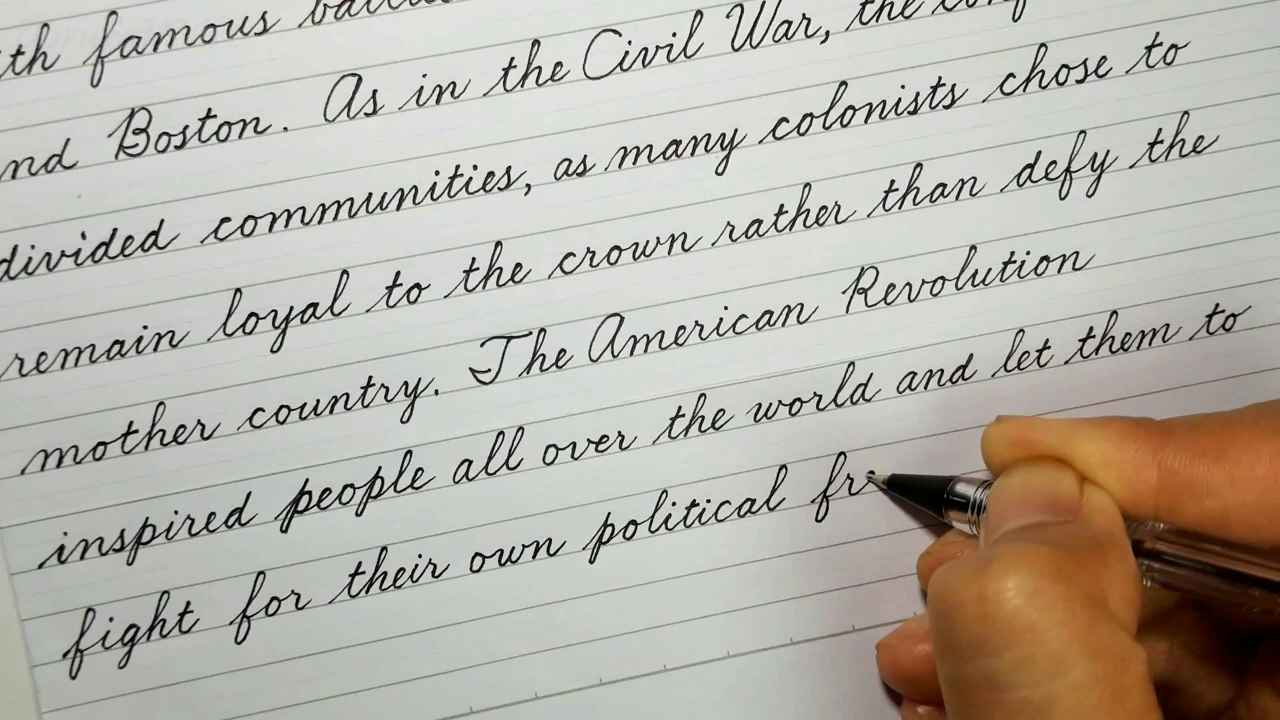 th famous
nd Boston. As in the Civil War, the
divided communities, as many colonists chose to
remain loyal to the crown rather than defy the
mother country. The American Revolution
inspired people all over the world and let them to
fight for their own political fr